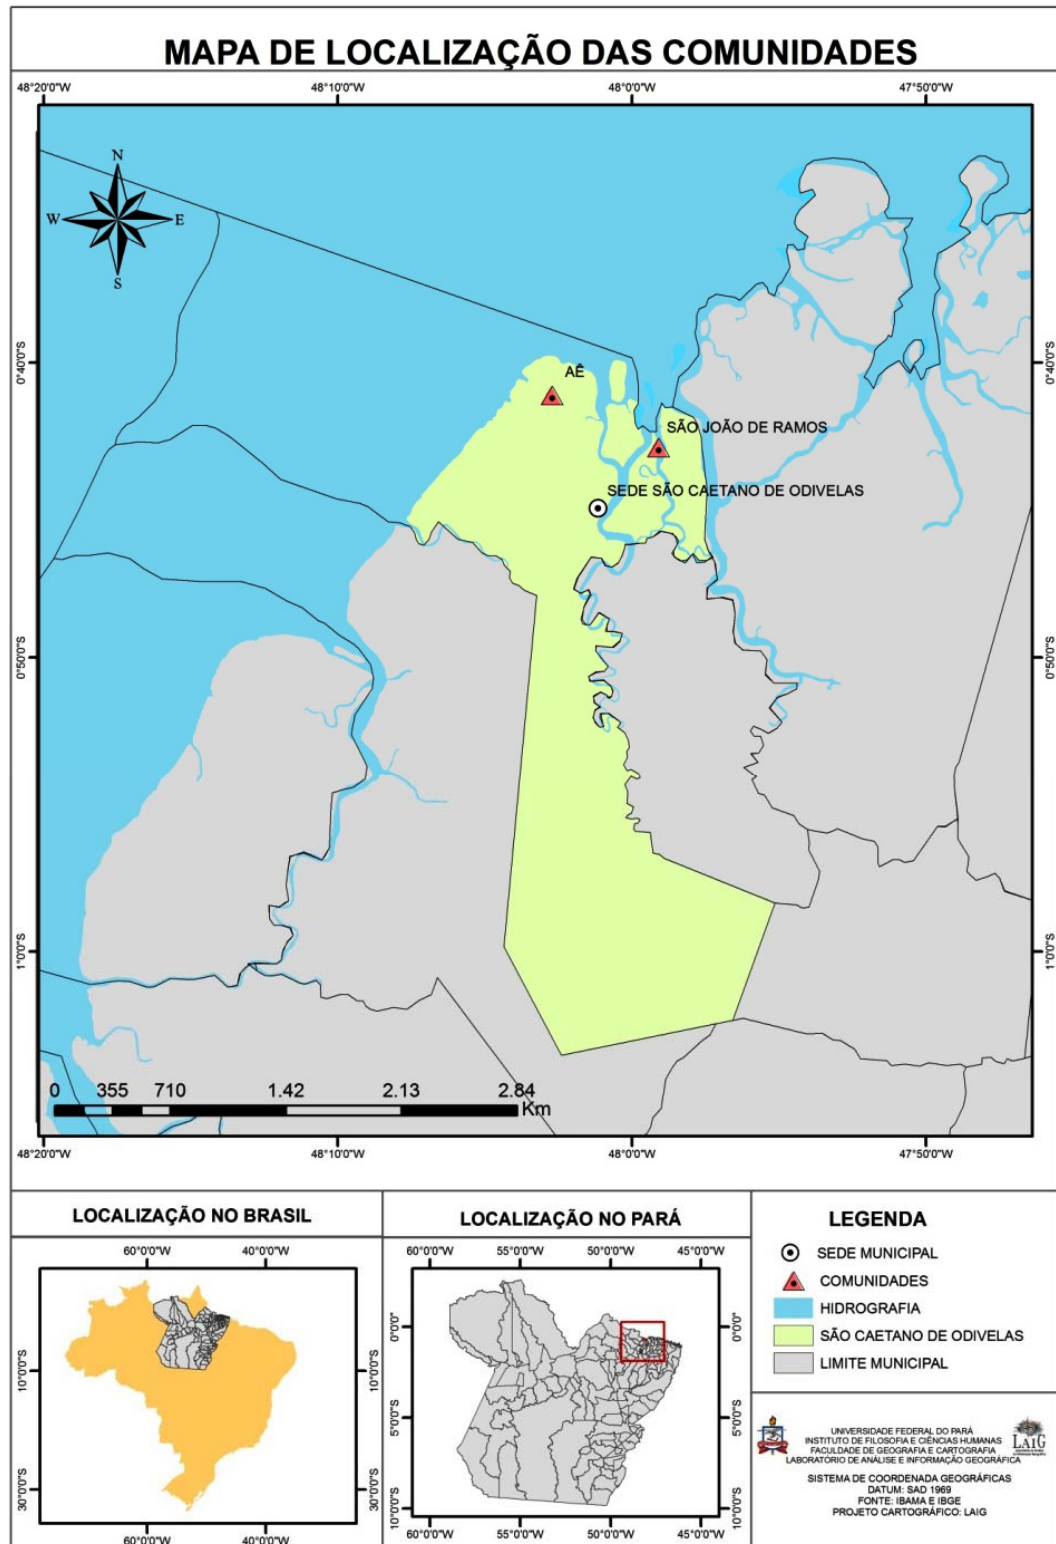 MAPA DE LOCALIZAÇÃO DAS COMUNIDADES
48°20'0"W 48°10'0"W 48°0'0"W 47°50'0"W
N
W E
S
0°40'0"S 0°40'0"S
AÊ
SÃO JOÃO DE RAMOS
SEDE SÃO CAETANO DE ODIVELAS
0°50'0"S 0°50'0"S
1°0'0"S 1°0'0"S
0 355 710 1.42 2.13 2.84
Km
48°20'0"W 48°10'0"W 48°0'0"W 47°50'0"W
LOCALIZAÇÃO NO BRASIL
60°0'0"W 40°0'0"W
10°0'0"S 10°0'0"S
30°0'0"S 30°0'0"S
60°0'0"W 40°0'0"W
LOCALIZAÇÃO NO PARÁ
60°0'0"W 55°0'0"W 50°0'0"W 45°0'0"W
0°0'0" 0°0'0"
5°0'0"S 5°0'0"S
10°0'0"S 10°0'0"S
60°0'0"W 55°0'0"W 50°0'0"W 45°0'0"W
LEGENDA
SEDE MUNICIPAL
COMUNIDADES
HIDROGRAFIA
SÃO CAETANO DE ODIVELAS
LIMITE MUNICIPAL
UNIVERSIDADE FEDERAL DO PARÁ
INSTITUTO DE FILOSOFIA E CIÊNCIAS HUMANAS
FACULDADE DE GEOGRAFIA E CARTOGRAFIA
LABORATÓRIO DE ANÁLISE E INFORMAÇÃO GEOGRÁFICA
LAIG
SISTEMA DE COORDENADA GEOGRÁFICAS
DATUM: SAD 1969
FONTE: IBAMA E IBGE
PROJETO CARTOGRÁFICO: LAIG